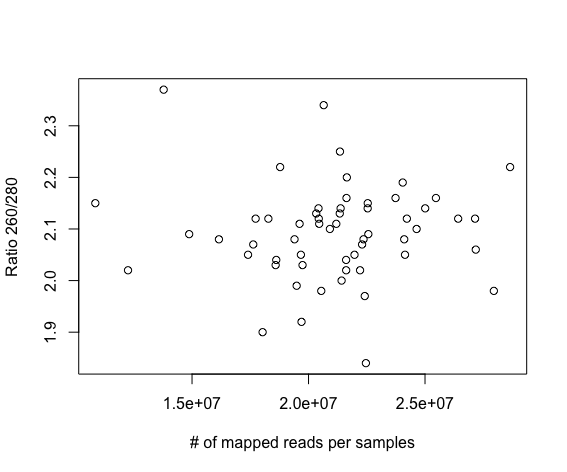 2.3
2.2
2.1
2.0
1.9
Ratio 260/280
1.5e+07 2.0e+07 2.5e+07
# of mapped reads per samples